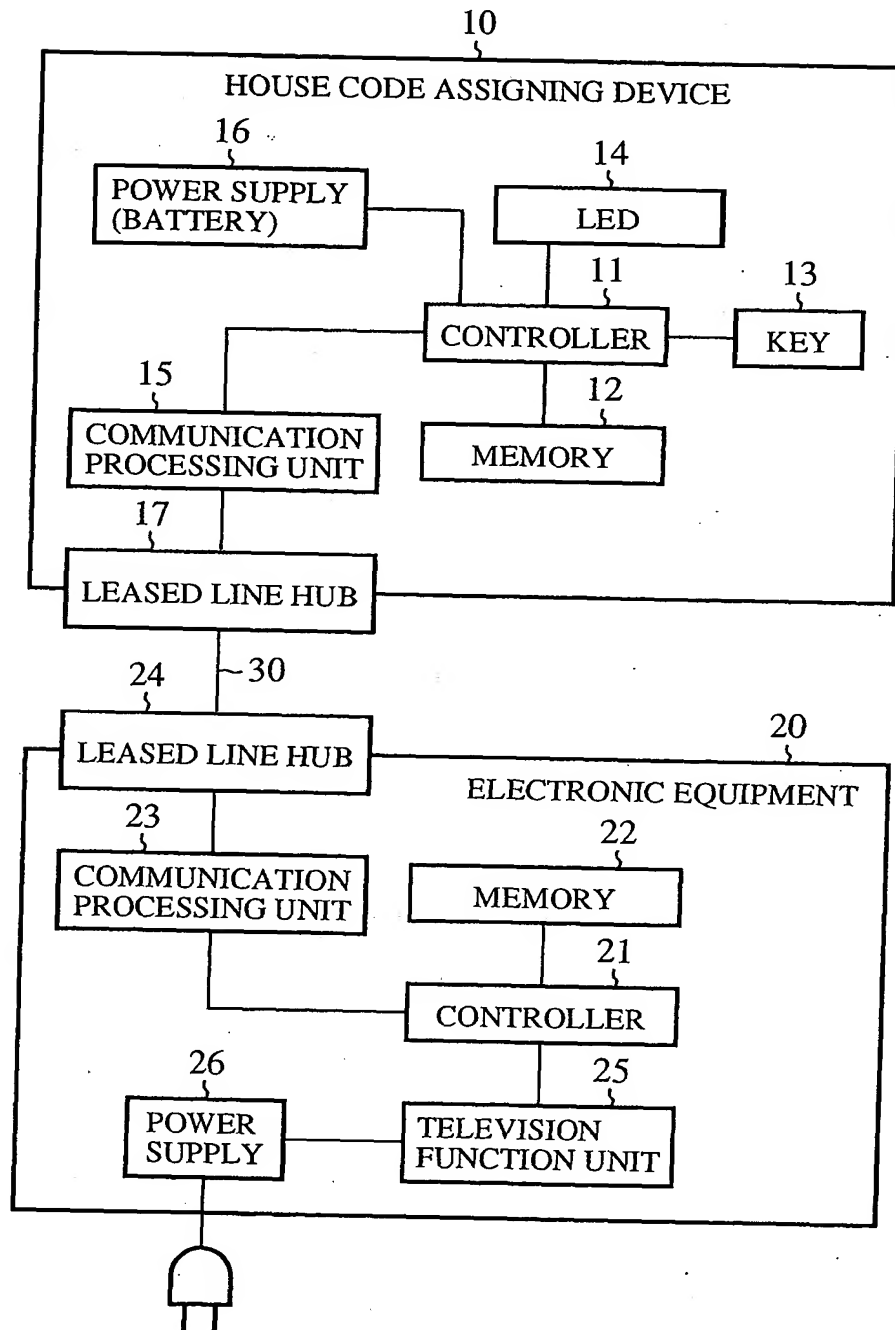 10
HOUSE CODE ASSIGNING DEVICE
16
POWER SUPPLY
(BATTERY)
14
LED
11
CONTROLLER
13
KEY
15
COMMUNICATION
PROCESSING UNIT
12
MEMORY
17
LEASED LINE HUB
30
24
LEASED LINE HUB
20
ELECTRONIC EQUIPMENT
23
COMMUNICATION
PROCESSING UNIT
22
MEMORY
21
CONTROLLER
26
POWER
SUPPLY
25
TELEVISION
FUNCTION UNIT